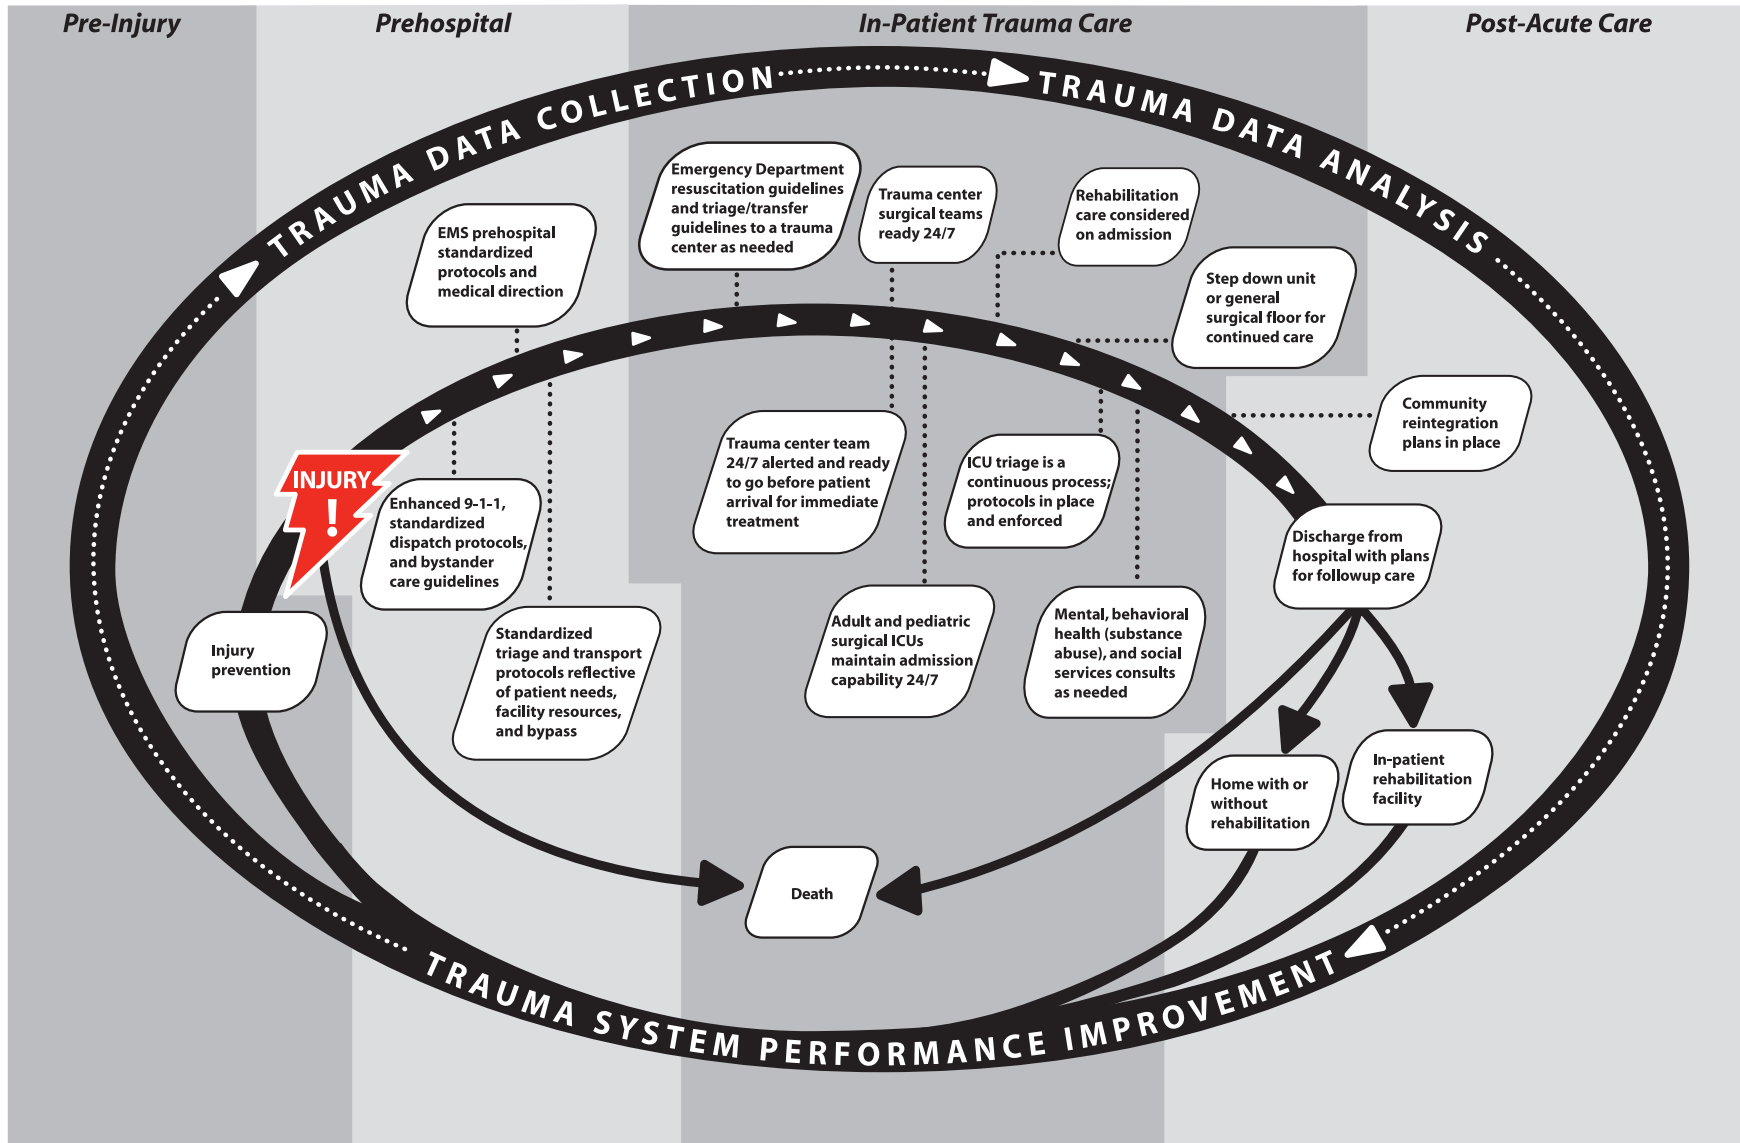 Pre-Injury
Prehospital
In-Patient Trauma Care
Post-Acute Care
TRAUMA DATA COLLECTION
TRAUMA DATA ANALYSIS
EMS prehospital
standardized
protocols and
medical direction
Emergency Department
resuscitation guidelines
and triage/transfer
guidelines to a trauma
center as needed
Trauma center
surgical teams
ready 24/7
Rehabilitation
care considered
on admission
Step down unit
or general
surgical floor for
continued care
Community
reintegration
plans in place
INJURY
!
Enhanced 9-1-1,
standardized
dispatch protocols,
and bystander
care guidelines
Trauma center team
24/7 alerted and ready
to go before patient
arrival for immediate
treatment
ICU triage is a
continuous process;
protocols in place
and enforced
Discharge from
hospital with plans
for followup care
Injury
prevention
Standardized
triage and transport
protocols reflective
of patient needs,
facility resources,
and bypass
Adult and pediatric
surgical ICUs
maintain admission
capability 24/7
Mental, behavioral
health (substance
abuse), and social
services consults
as needed
Home with or
without
rehabilitation
In-patient
rehabilitation
facility
Death
TRAUMA SYSTEM PERFORMANCE IMPROVEMENT